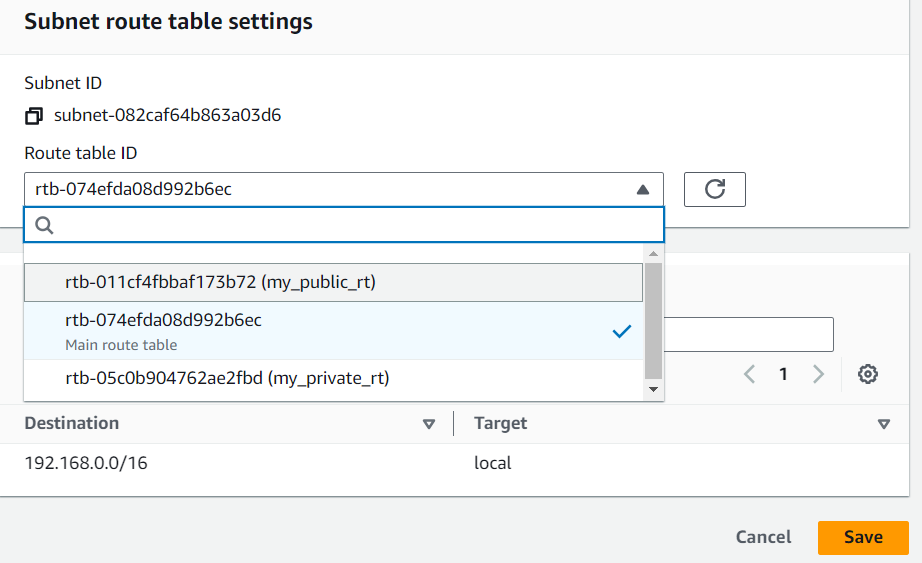 Subnet route table settings
Subnet ID
subnet-082caf64b863a03d6
Route table ID
rtb-074efda08d992b6ec
rtb-011cf4fbbaf173b72 (my_public_rt)
rtb-074efda08d992b6ec
Main route table
rtb-05c0b904762ae2fbd (my_private_rt)
1
Destination
Target
192.168.0.0/16
local
Cancel
Save